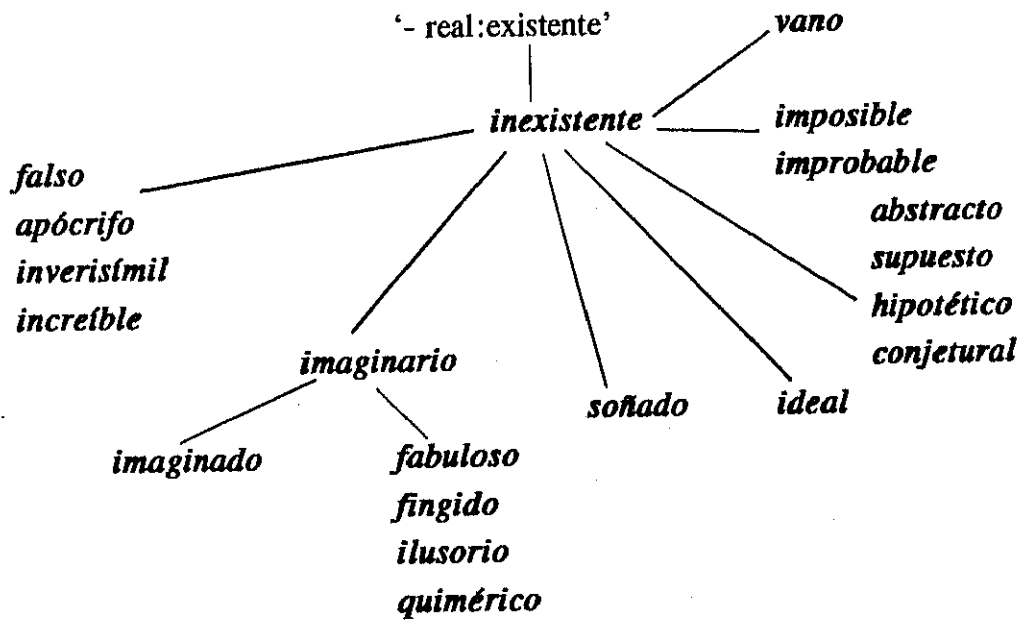 ‘- real:existente’
vano
inexistente
imposible
improbable
falso
apócrifo
inverisímil
increíble
abstracto
supuesto
hipotético
conjetural
imaginario
soñado
ideal
imaginado
fabuloso
fingido
ilusorio
quimérico